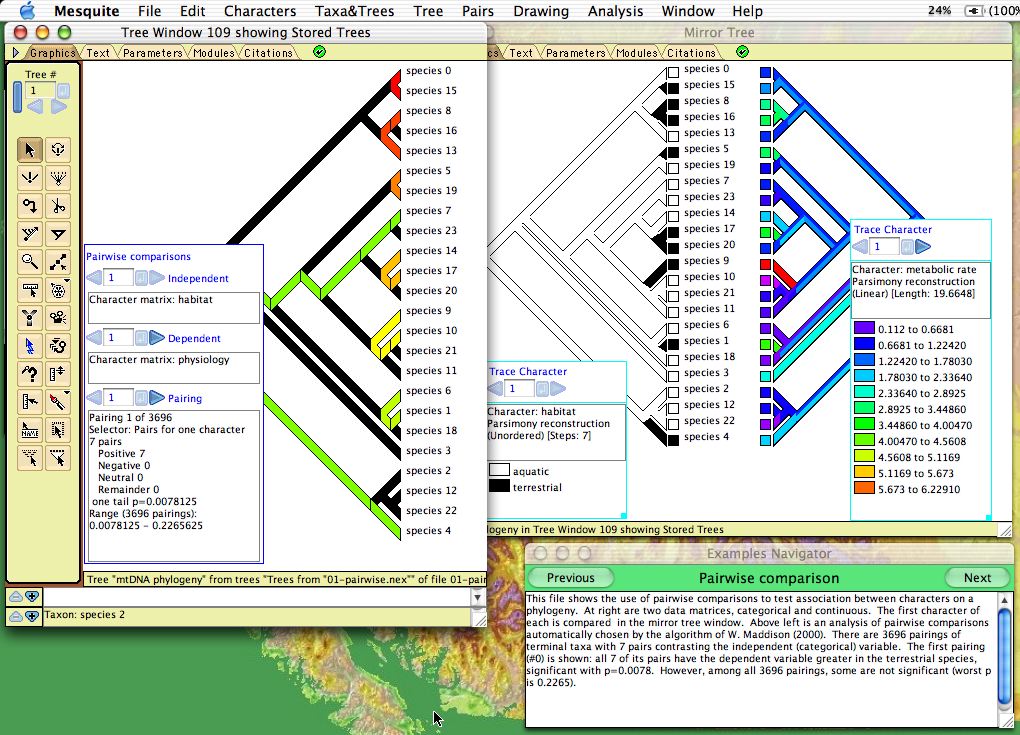 Mesquite File Edit Characters Taxa&Trees Tree Pairs Drawing Analysis Window Help 24% (100%
Tree Window 109 showing Stored Trees
Graphics Text Parameters Modules Citations
Tree #
1
species 0
species 15
species 8
species 16
species 13
species 5
species 19
species 7
species 23
species 14
species 17
species 20
species 9
species 10
species 21
species 11
species 6
species 1
species 18
species 3
species 2
species 12
species 22
species 4
Pairwise comparisons
1 Independent
Character matrix: habitat
1 Dependent
Character matrix: physiology
1 Pairing
Pairing 1 of 3696
Selector: Pairs for one character
7 pairs
Positive 7
Negative 0
Neutral 0
Remainder 0
one tail p=0.0078125
Range (3696 pairings):
0.0078125 - 0.2265625
NAME
Tree "mtDNA phylogeny" from trees "Trees from "01-pairwise.nex"" of file 01-pair
Taxon: species 2
Mirror Tree
cs Text Parameters Modules Citations
species 0
species 15
species 8
species 16
species 13
species 5
species 19
species 7
species 23
species 14
species 17
species 20
species 9
species 10
species 21
species 11
species 6
species 1
species 18
species 3
species 2
species 12
species 22
species 4
Trace Character
1
Character: habitat
Parsimony reconstruction
(Unordered) [Steps: 7]
aquatic
terrestrial
Trace Character
1
Character: metabolic rate
Parsimony reconstruction
(Linear) [Length: 19.6648]
0.112 to 0.6681
0.6681 to 1.22420
1.22420 to 1.78030
1.78030 to 2.33640
2.33640 to 2.8925
2.8925 to 3.44860
3.44860 to 4.00470
4.00470 to 4.5608
4.5608 to 5.1169
5.1169 to 5.673
5.673 to 6.22910
logeny in Tree Window 109 showing Stored Trees
Examples Navigator
Previous Pairwise comparison Next
This file shows the use of pairwise comparisons to test association between characters on a
phylogeny. At right are two data matrices, categorical and continuous. The first character of
each is compared in the mirror tree window. Above left is an analysis of pairwise comparisons
automatically chosen by the algorithm of W. Maddison (2000). There are 3696 pairings of
terminal taxa with 7 pairs contrasting the independent (categorical) variable. The first pairing
(#0) is shown: all 7 of its pairs have the dependent variable greater in the terrestrial species,
significant with p=0.0078. However, among all 3696 pairings, some are not significant (worst p
is 0.2265).